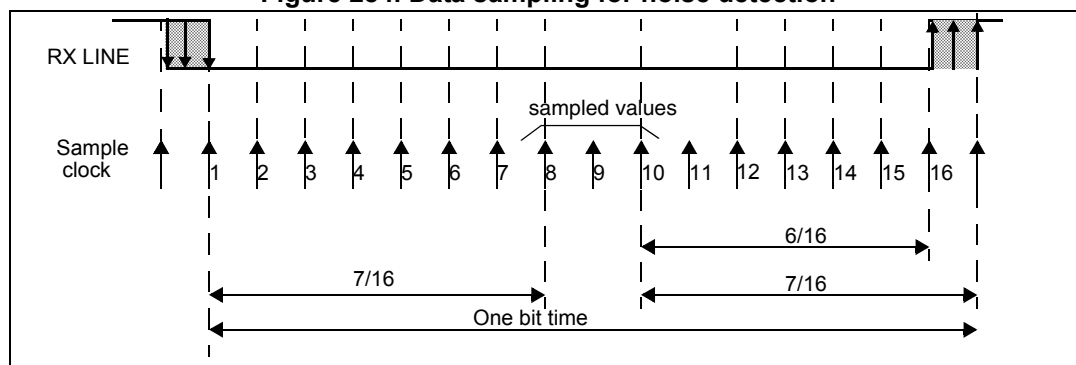 Figure 284. Data sampling for noise detection
RX LINE
sampled values
Sample
clock
1 2 3 4 5 6 7 8 9 10 11 12 13 14 15 16
6/16
7/16
7/16
One bit time